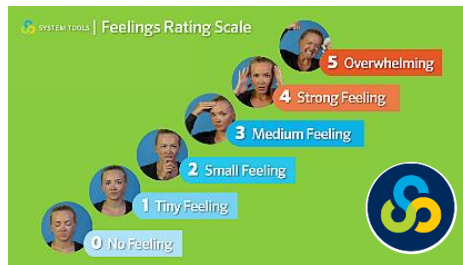 SYSTEM TOOLS | Feelings Rating Scale
5 Overwhelming
4 Strong Feeling
3 Medium Feeling
2 Small Feeling
1 Tiny Feeling
0 No Feeling